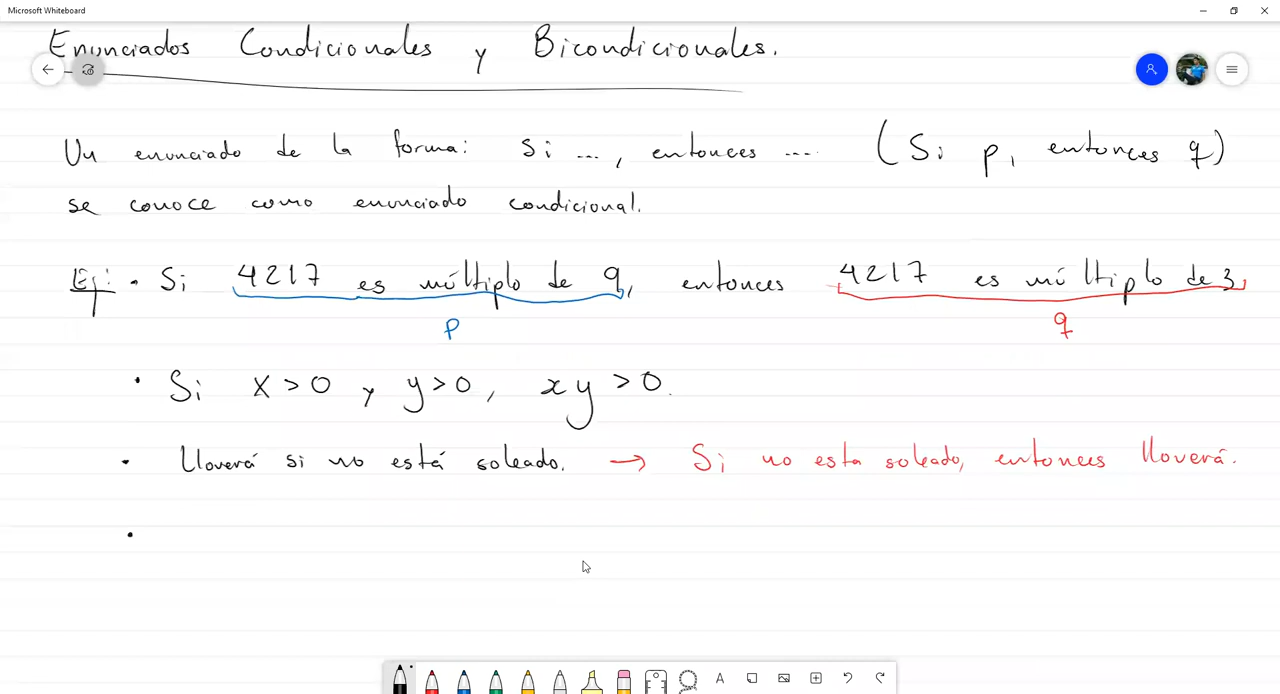 Microsoft Whiteboard
Enunciados Condicionales y Bicondicionales.
Un enunciado de la forma: Si ..., entonces .... (Si p, entonces q)
se conoce como enunciado condicional.
Ej: • Si 4217 es múltiplo de 9, entonces 4217 es múltiplo de 3
p q
• Si x > 0 y y > 0, xy > 0.
• Lloverá si no está soleado. → Si no esta soleado, entonces lloverá.
•